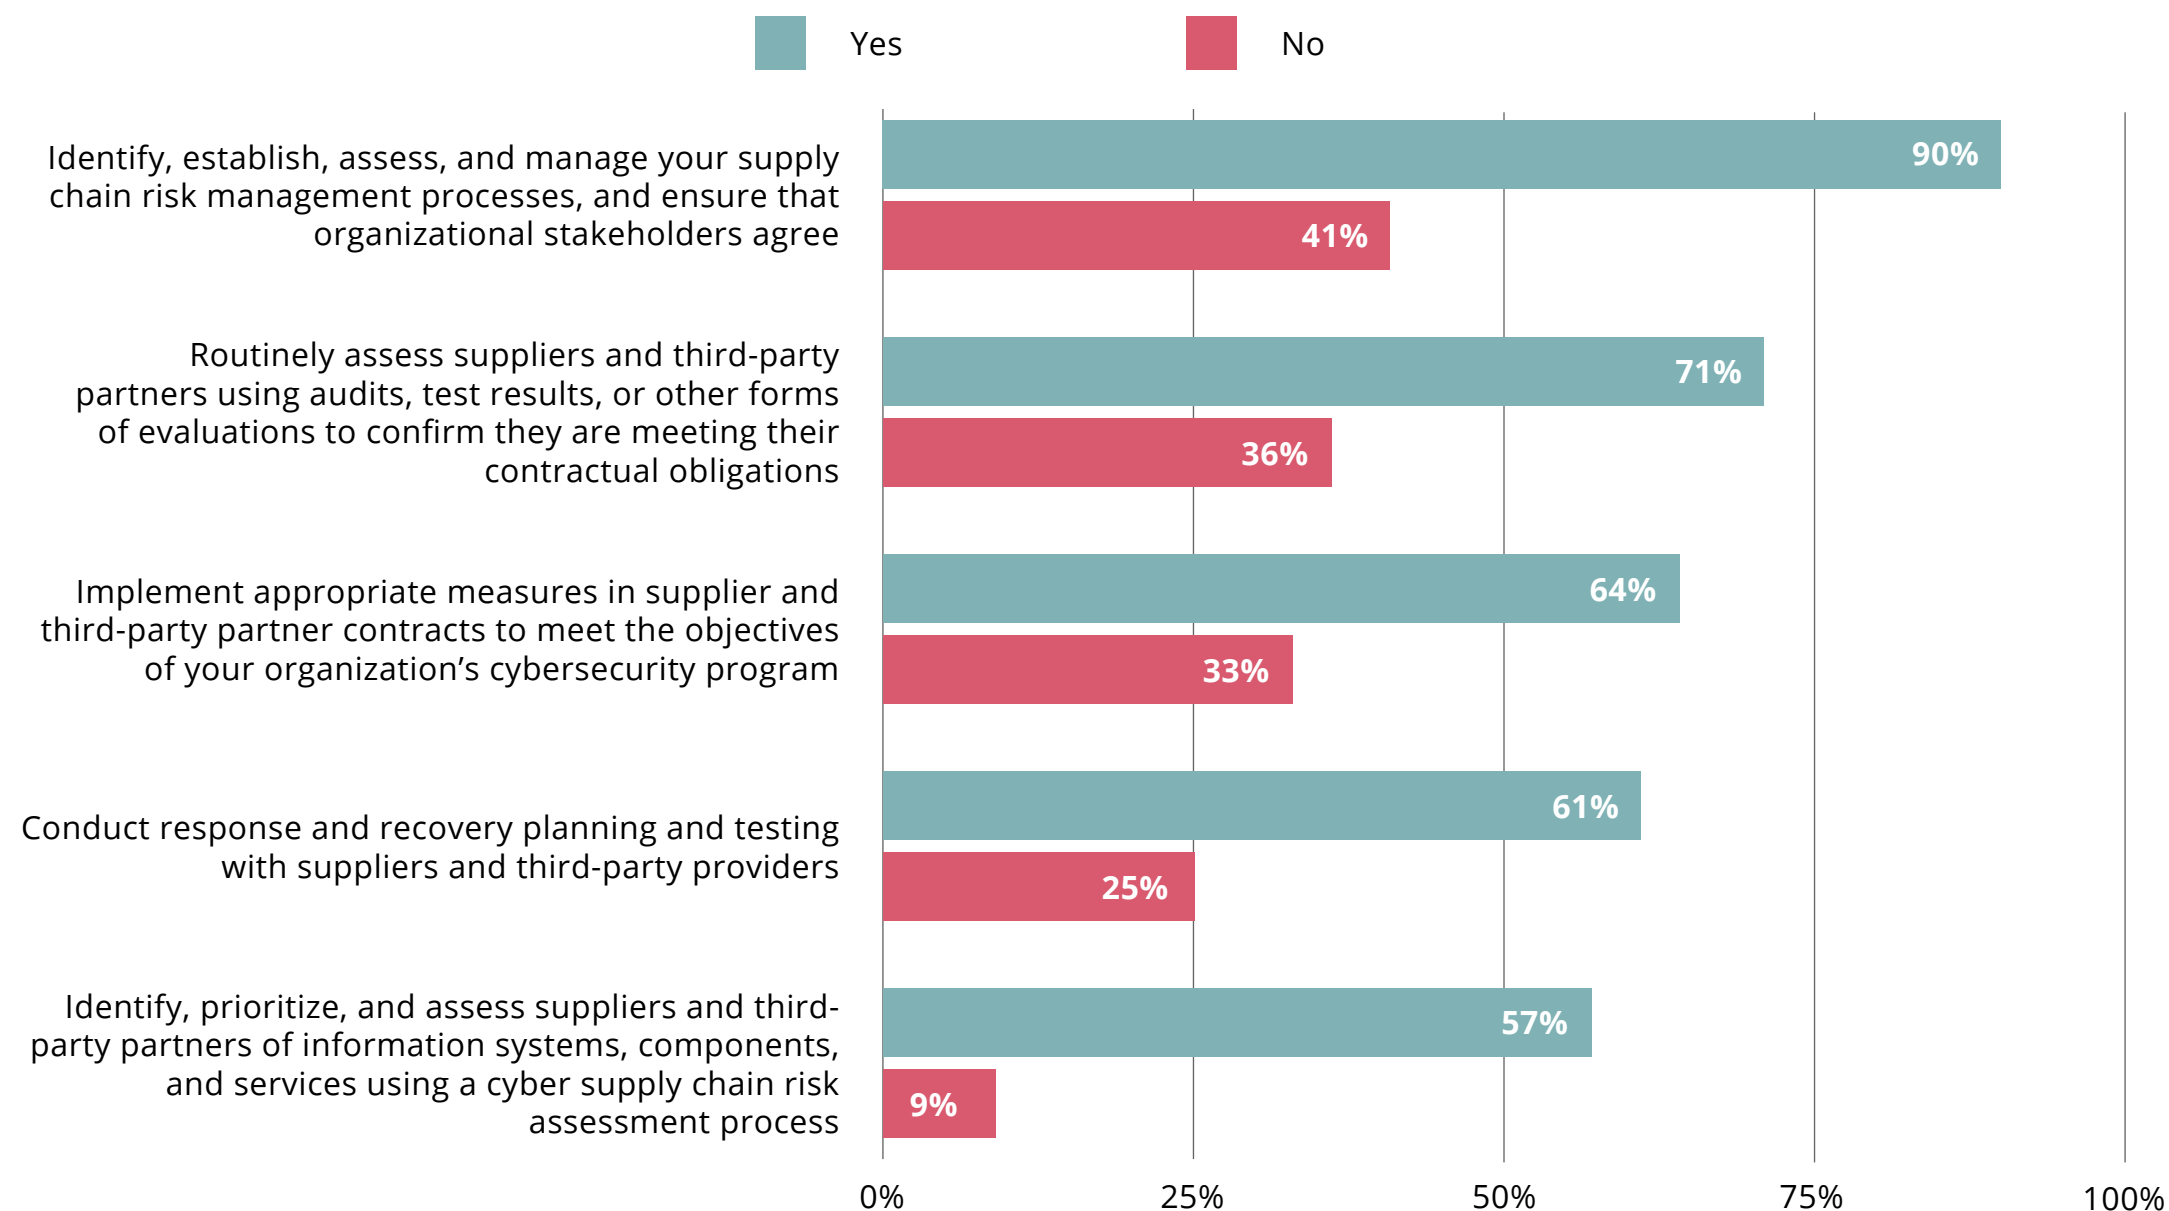 Yes
No
Identify, establish, assess, and manage your supply
chain risk management processes, and ensure that
organizational stakeholders agree
90%
41%
Routinely assess suppliers and third-party
partners using audits, test results, or other forms
of evaluations to confirm they are meeting their
contractual obligations
71%
36%
Implement appropriate measures in supplier and
third-party partner contracts to meet the objectives
of your organization’s cybersecurity program
64%
33%
Conduct response and recovery planning and testing
with suppliers and third-party providers
61%
25%
Identify, prioritize, and assess suppliers and third-
party partners of information systems, components,
and services using a cyber supply chain risk
assessment process
57%
9%
0%
25%
50%
75%
100%